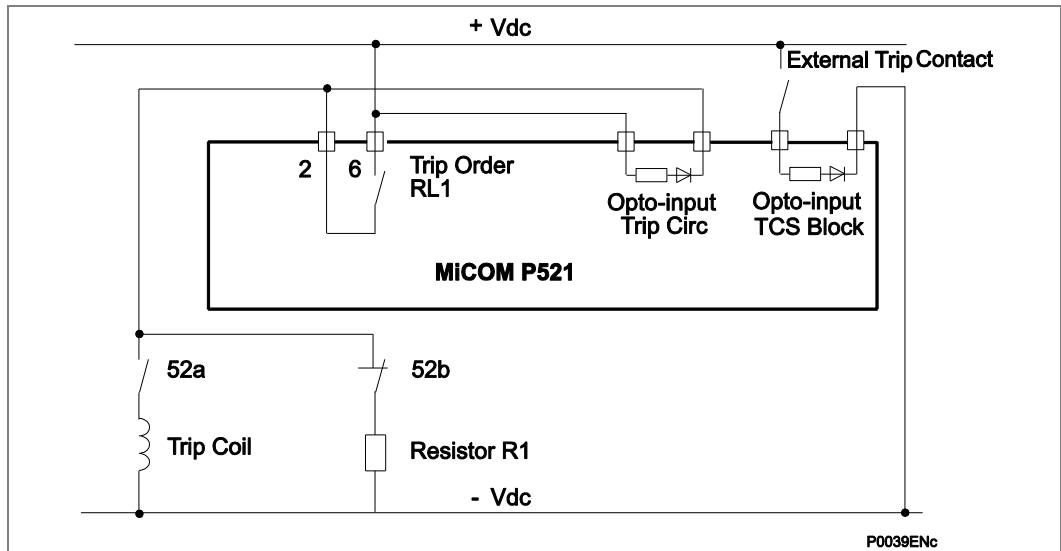 + Vdc
External Trip Contact
2
6
Trip Order
RL1
Opto-input
Trip Circ
Opto-input
TCS Block
MiCOM P521
52a
52b
Trip Coil
Resistor R1
- Vdc
P0039ENc